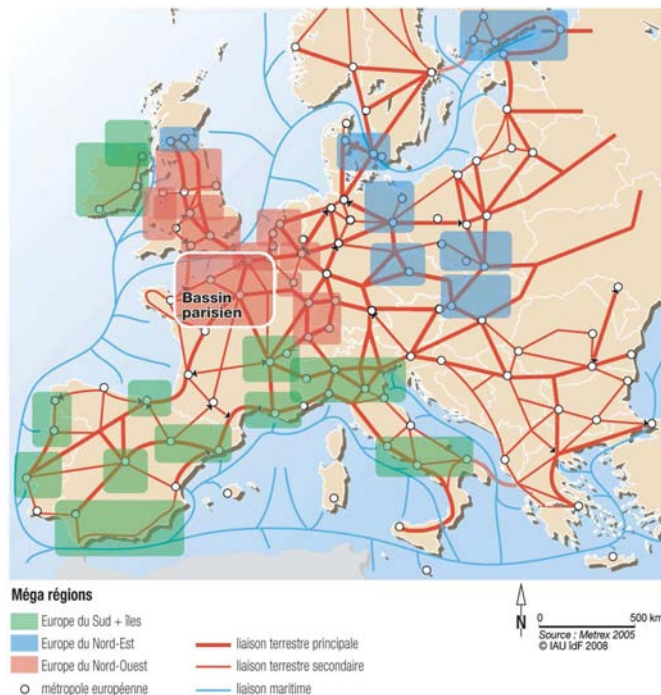 Bassin
parisien
Méga régions
Europe du Sud + îles
Europe du Nord-Est
Europe du Nord-Ouest
métropole européenne
liaison terrestre principale
liaison terrestre secondaire
liaison maritime
N
0 500 km
Source : Metrex 2005
© IAU îdF 2008